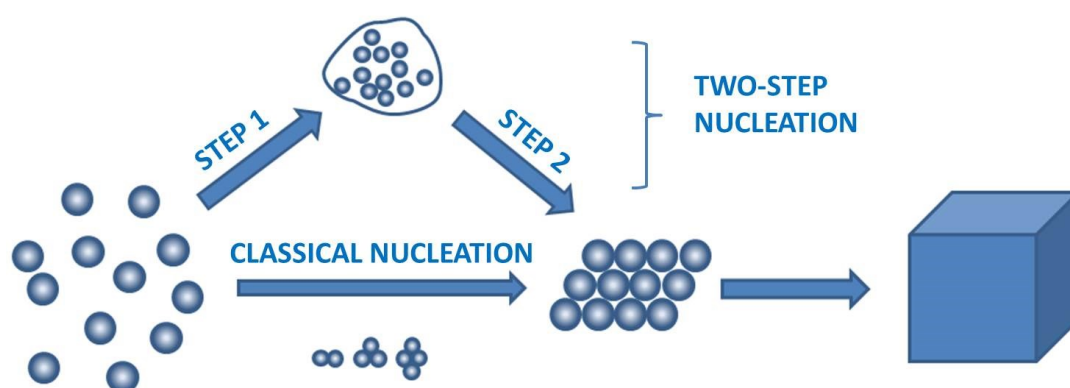 STEP 1
STEP 2
TWO-STEP
NUCLEATION
CLASSICAL NUCLEATION